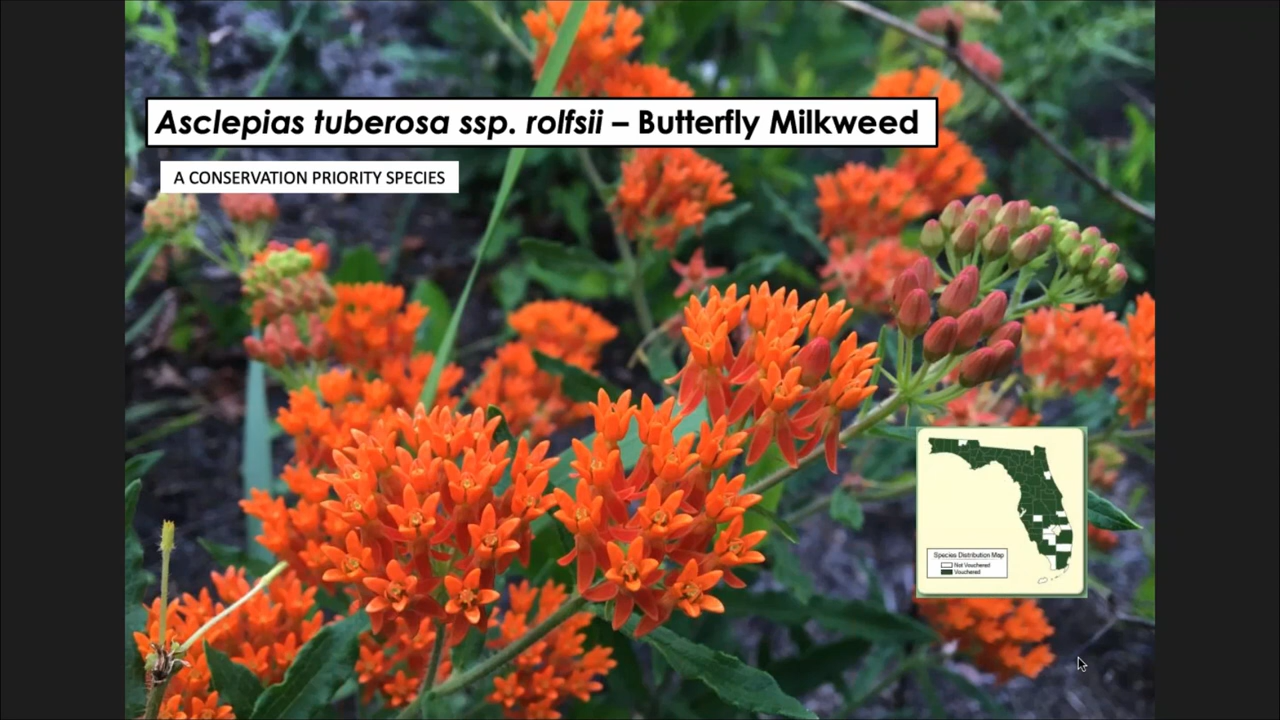 Asclepias tuberosa ssp. rolfsii – Butterfly Milkweed
A CONSERVATION PRIORITY SPECIES
Species Distribution Map
Not Vouchered
Vouchered